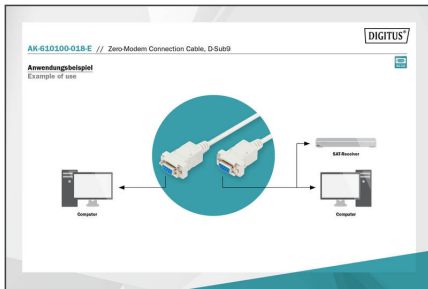 DIGITUS®
AK-610100-018-E // Zero-Modem Connection Cable, D-Sub9
Anwendungsbeispiel
Example of use
SAT-Receiver
Computer
Computer